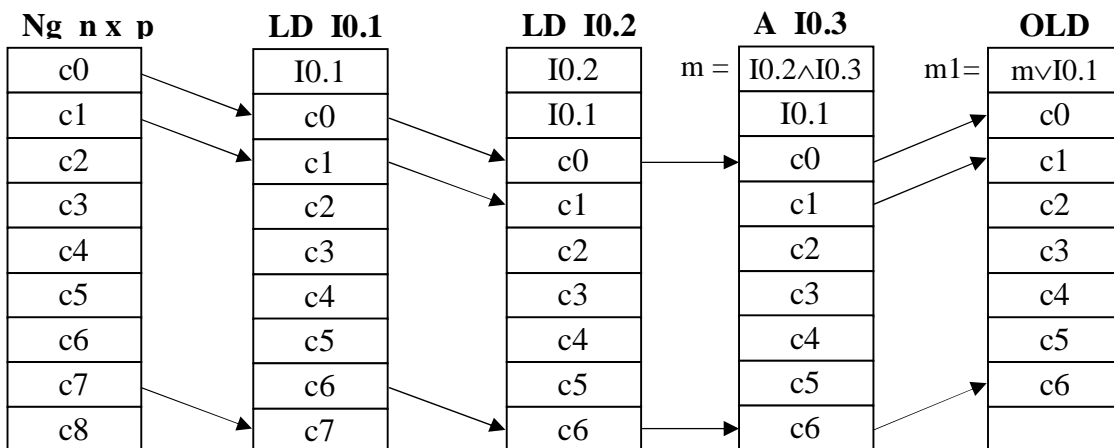 Ng n x p LD I0.1 LD I0.2 A I0.3 OLD
c0 I0.1 I0.2 m = I0.2∧I0.3 m1= m∨I0.1
c1 c0 I0.1 I0.1 c0
c2 c1 c0 c0 c1
c3 c2 c1 c1 c2
c4 c3 c2 c2 c3
c5 c4 c3 c3 c4
c6 c5 c4 c4 c5
c7 c6 c5 c5 c6
c8 c7 c6 c6